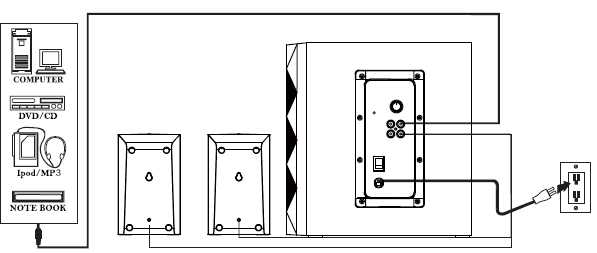 COMPUTER
DVD/CD
Ipod/MP3
NOTE BOOK